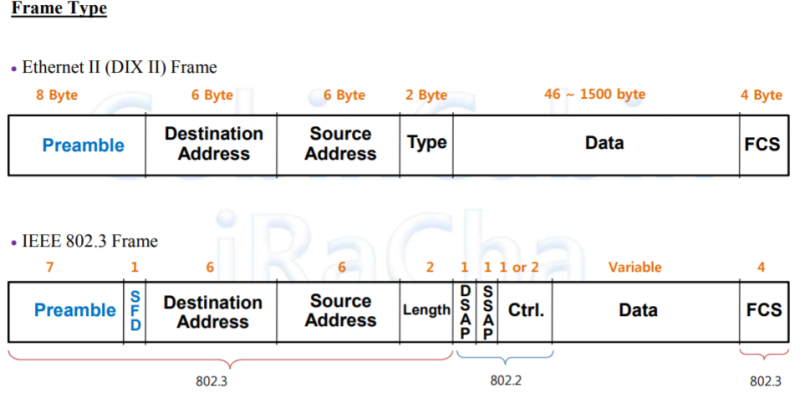 Frame Type
• Ethernet II (DIX II) Frame
8 Byte 6 Byte 6 Byte 2 Byte 46 ~ 1500 byte 4 Byte
Preamble Destination Address Source Address Type Data FCS
• IEEE 802.3 Frame
7 1 6 6 2 1 1 1 or 2 Variable 4
Preamble SFD Destination Address Source Address Length DSAP SSAP Ctrl. Data FCS
802.3 802.2 802.3
iRaCha